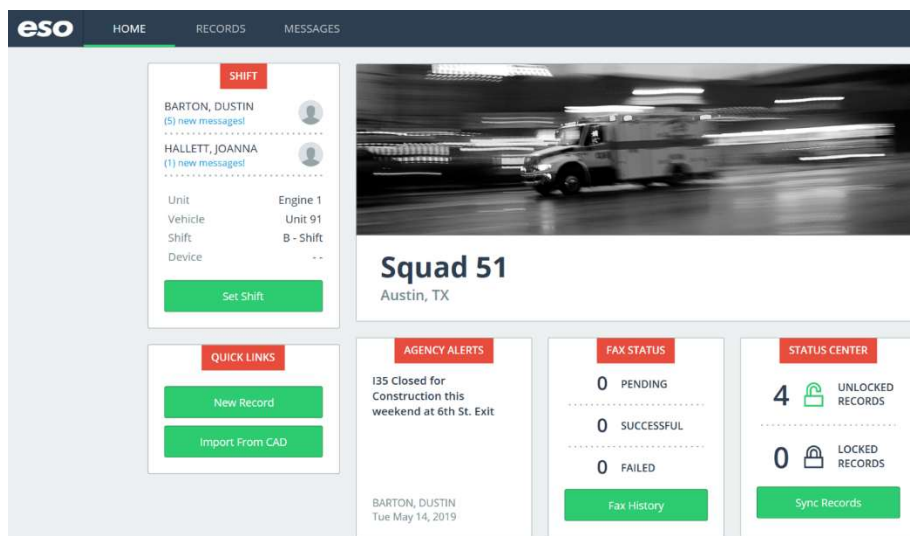 eso
HOME
RECORDS
MESSAGES
SHIFT
BARTON, DUSTIN
(5) new messages!
HALLETT, JOANNA
(1) new messages!
Unit Engine 1
Vehicle Unit 91
Shift B - Shift
Device - -
Set Shift
Squad 51
Austin, TX
QUICK LINKS
New Record
Import From CAD
AGENCY ALERTS
I35 Closed for
Construction this
weekend at 6th St. Exit
BARTON, DUSTIN
Tue May 14, 2019
FAX STATUS
0 PENDING
0 SUCCESSFUL
0 FAILED
Fax History
STATUS CENTER
4 UNLOCKED
RECORDS
0 LOCKED
RECORDS
Sync Records